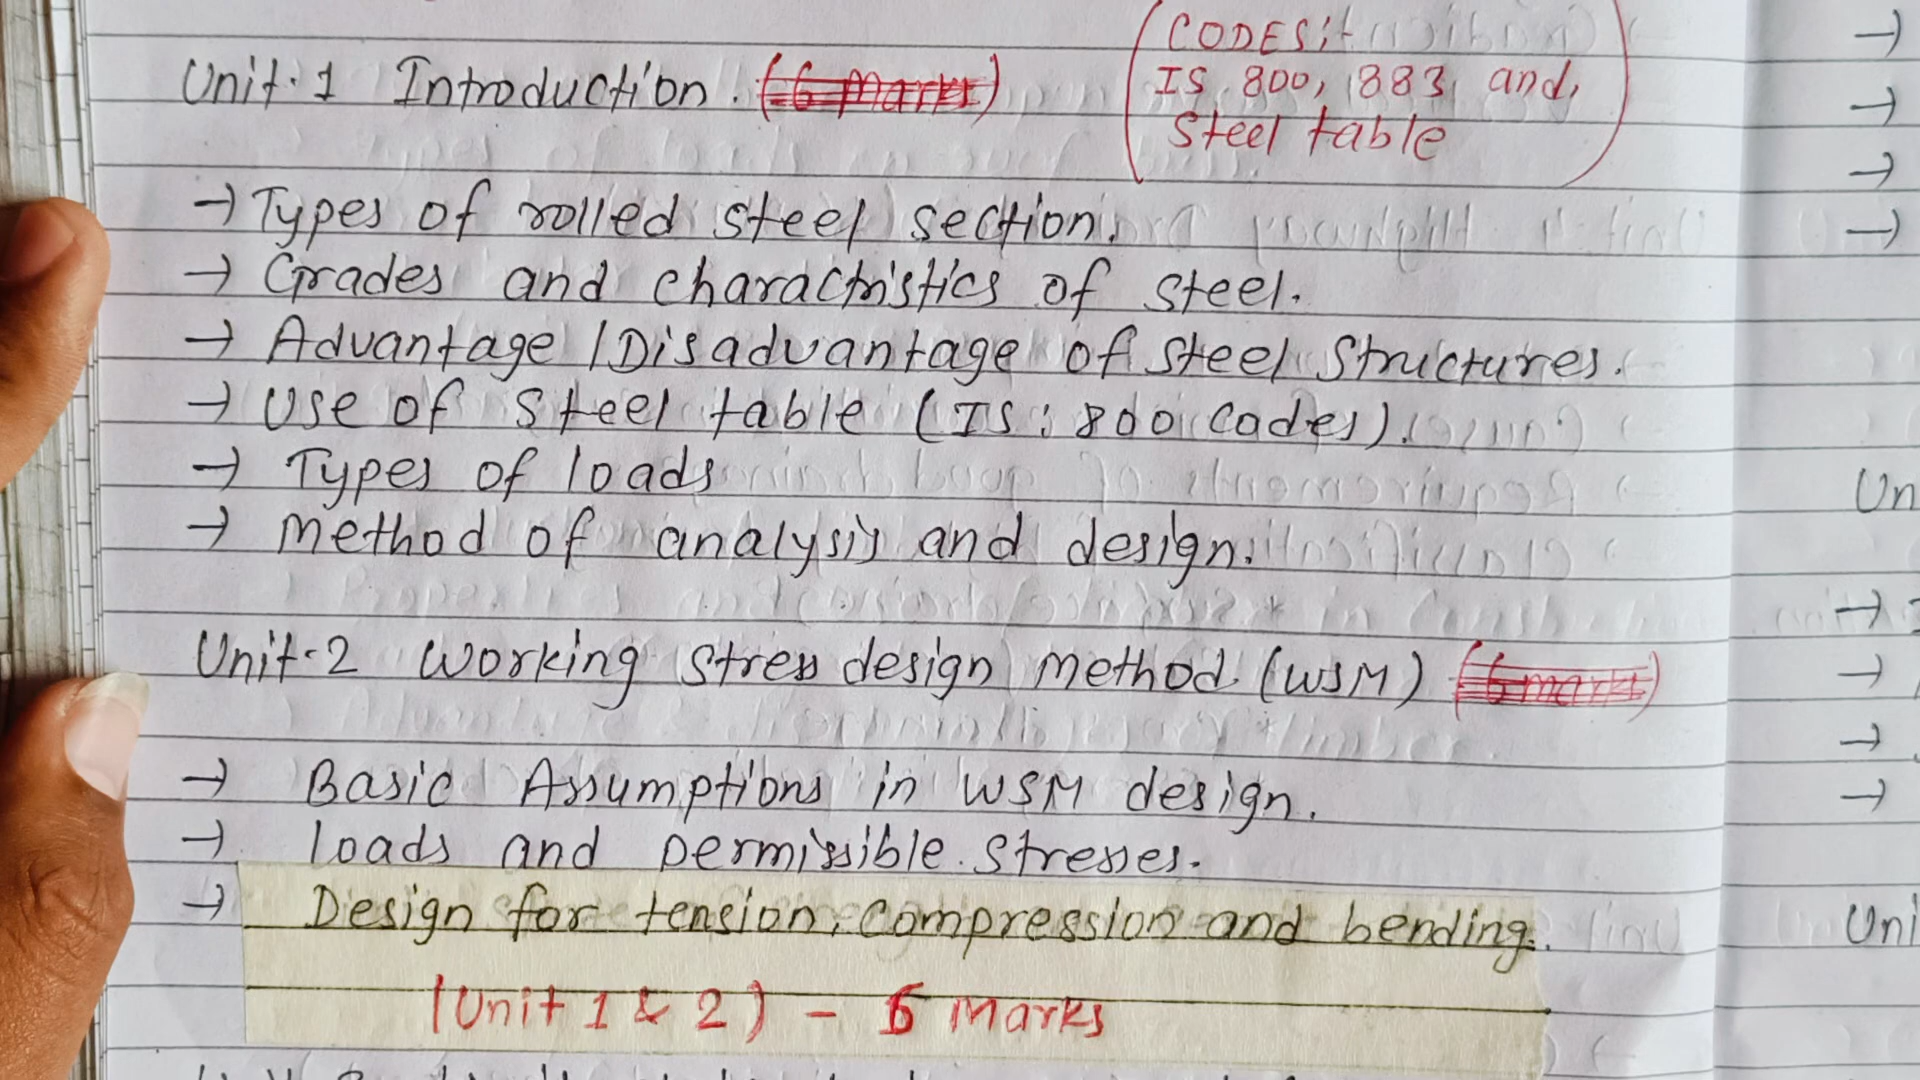 CODES:
IS 800, 883, and,
Steel table
Unit-1 Introduction. (6 marks)
→ Types of rolled steel section.
→ Grades and charactristics of steel.
→ Advantage /Disadvantage of steel structures.
→ Use of steel table (IS: 800 codes).
→ Types of loads
→ Method of analysis and design.
Unit-2 Working stress design method (WSM) (6 marks)
→ Basic Assumptions in WSM design.
→ loads and permissible stresses.
→ Design for tension, compression and bending.
(Unit 1 & 2) - Marks